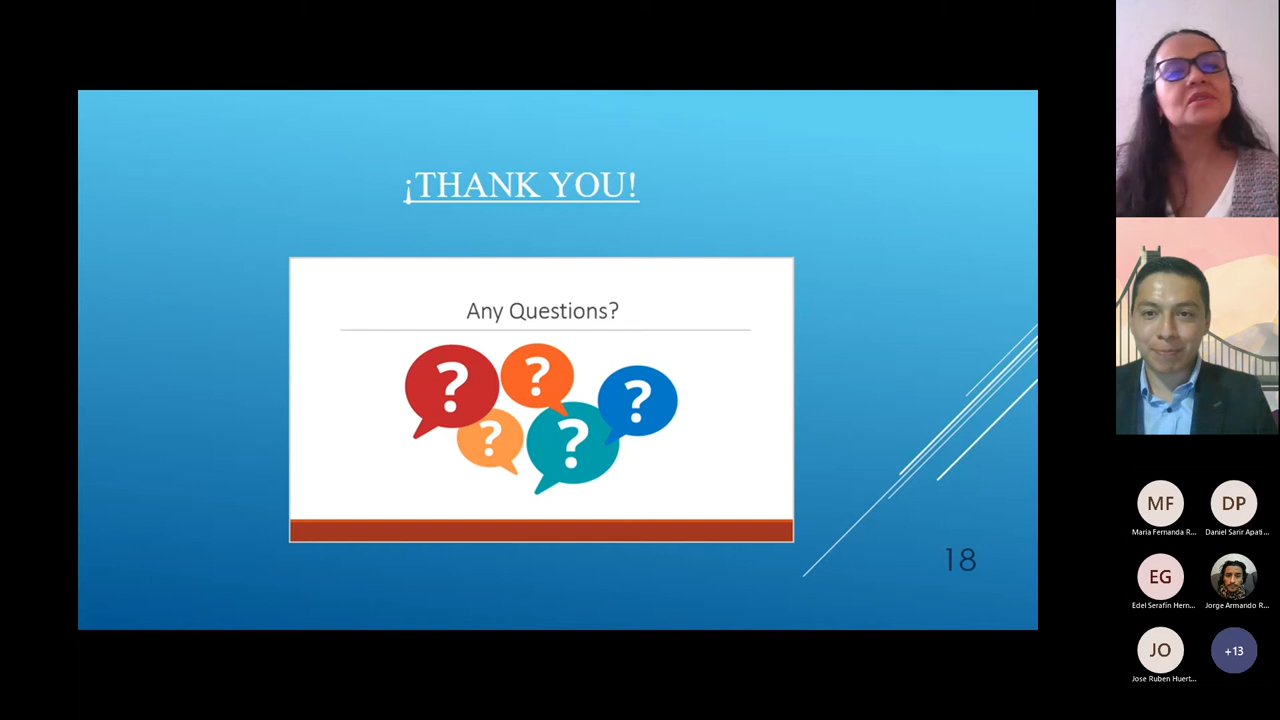 ¡THANK YOU!
Any Questions?
? ? ? ? ?
18
MF
DP
Maria Fernanda R...
Daniel Sarir Apati...
EG
Edel Serafín Hern...
Jorge Armando R...
JO
+13
Jose Ruben Huert...